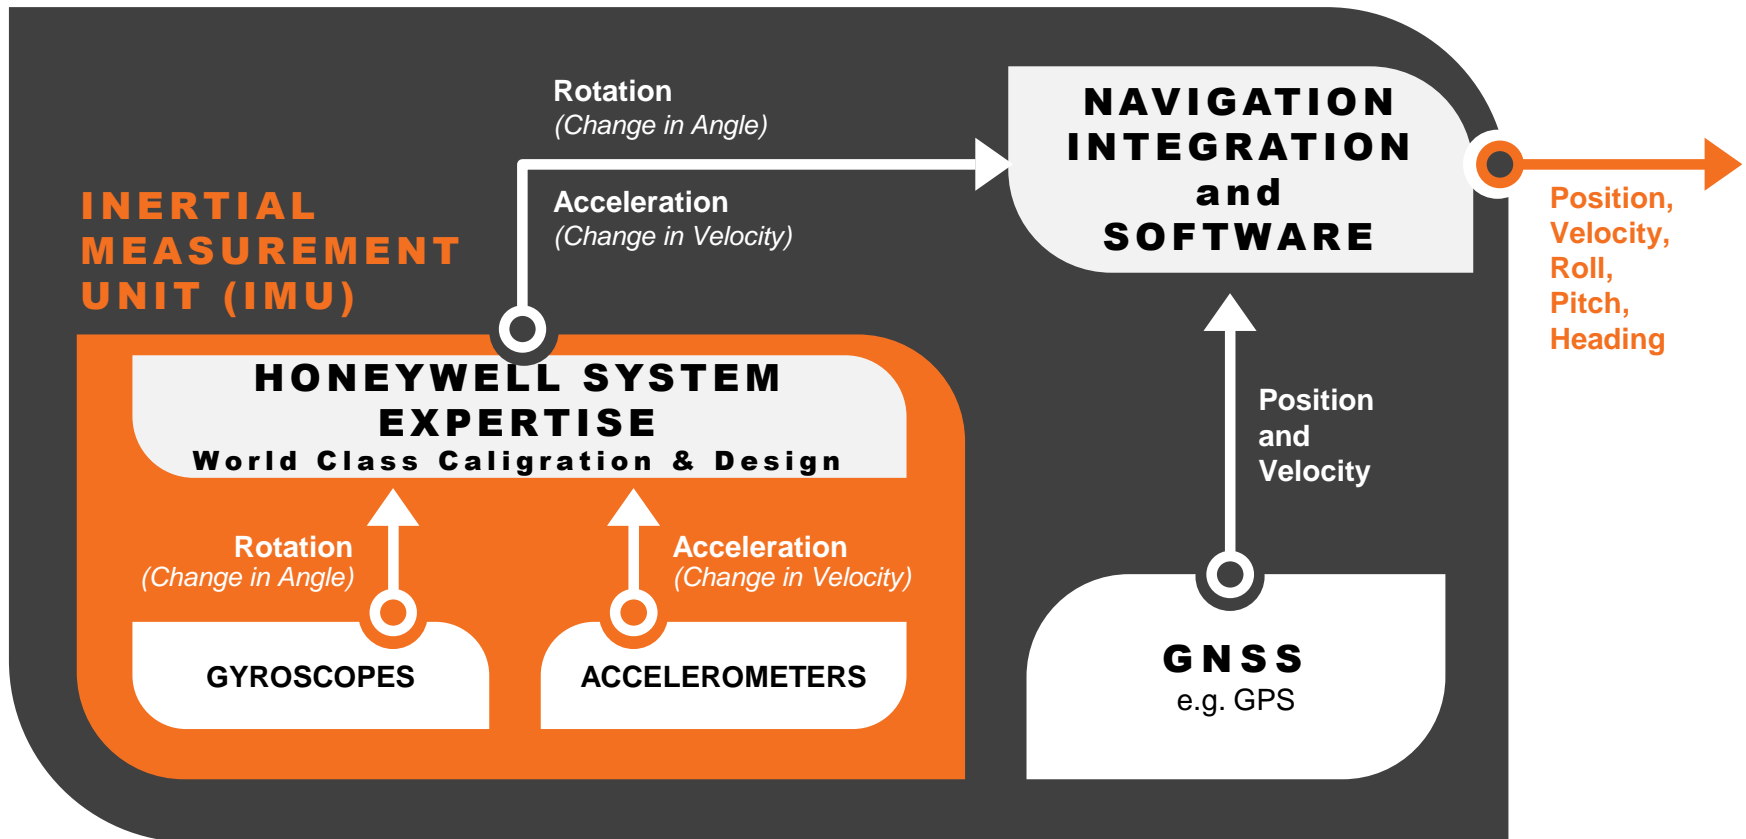 Rotation
(Change in Angle)
Acceleration
(Change in Velocity)
NAVIGATION
INTEGRATION
and
SOFTWARE
Position,
Velocity,
Roll,
Pitch,
Heading
INERTIAL
MEASUREMENT
UNIT (IMU)
HONEYWELL SYSTEM
EXPERTISE
World Class Caligration & Design
Rotation
(Change in Angle)
Acceleration
(Change in Velocity)
GYROSCOPES
ACCELEROMETERS
Position
and
Velocity
GNSS
e.g. GPS